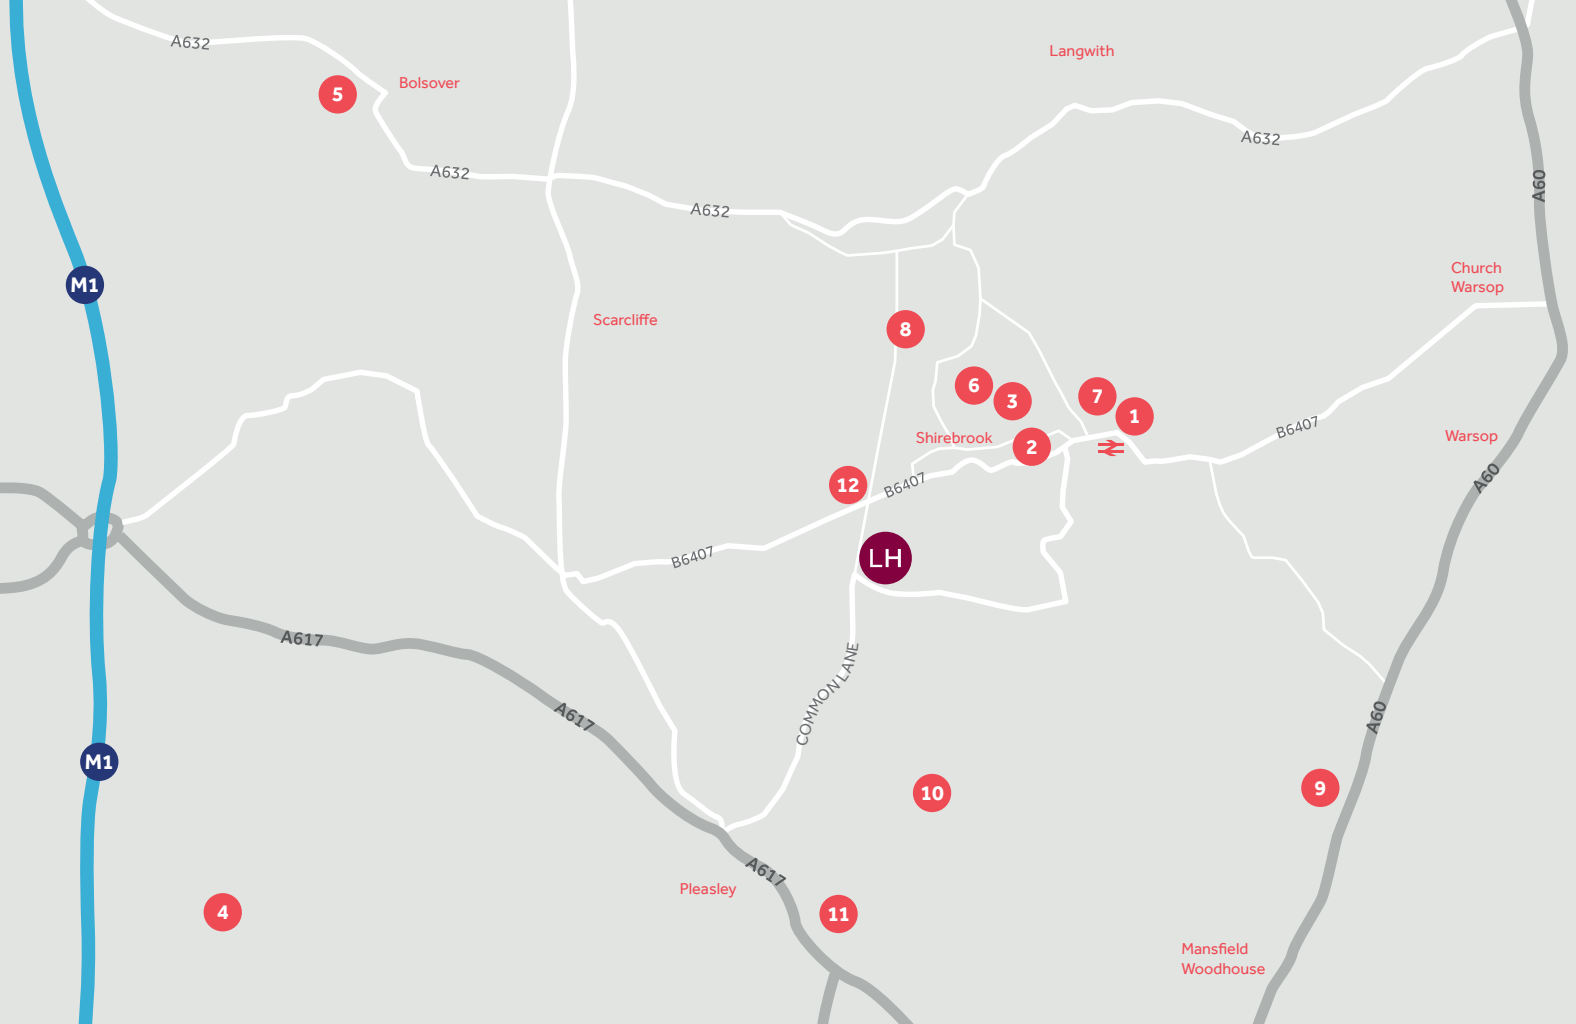 A632
Langwith
Bolsover
5
A632
A632
A632
A60
M1
Church
Warsop
Scarcliffe
8
6
3
7
1
Shirebrook
2
B6407
Warsop
12
B6407
A60
B6407
LH
A617
COMMON LANE
A617
A60
M1
10
9
A617
Pleasley
4
11
Mansfield
Woodhouse